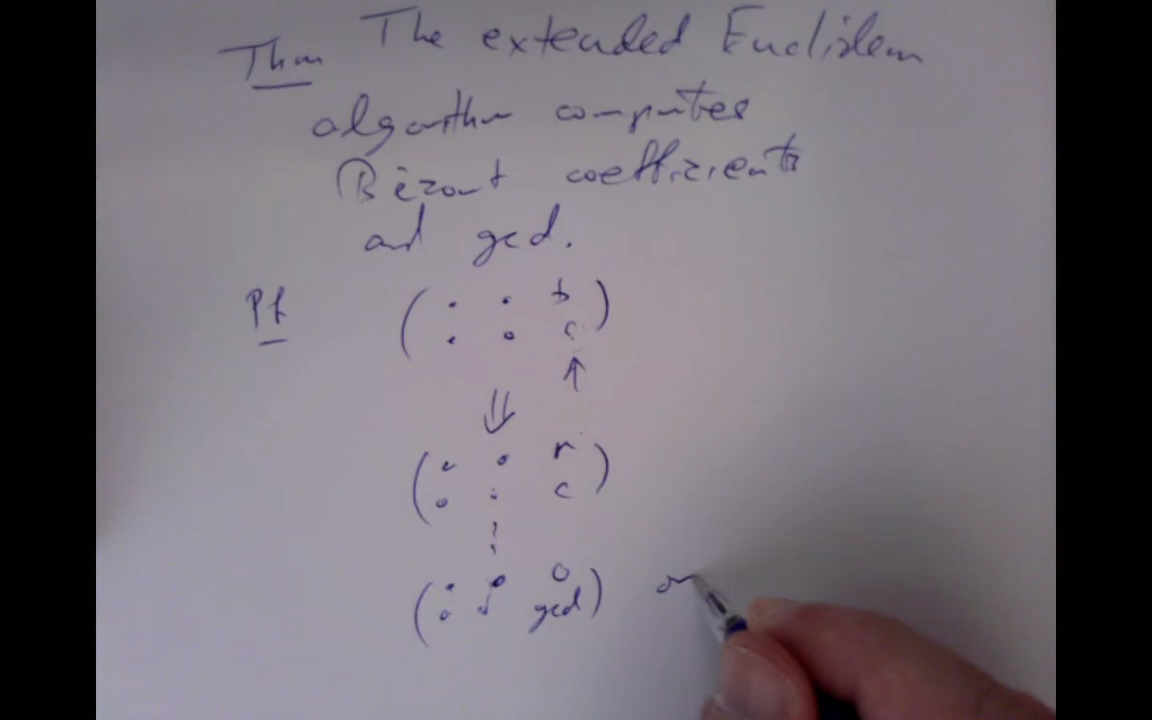 Thm The extended Euclidean
algorithm computes
Bézout coefficients
and gcd.
Pf ( · · b )
( · · c )
↑
⇓
( · · r )
( · · c )
⋮
( · · 0 )
( · · gcd )